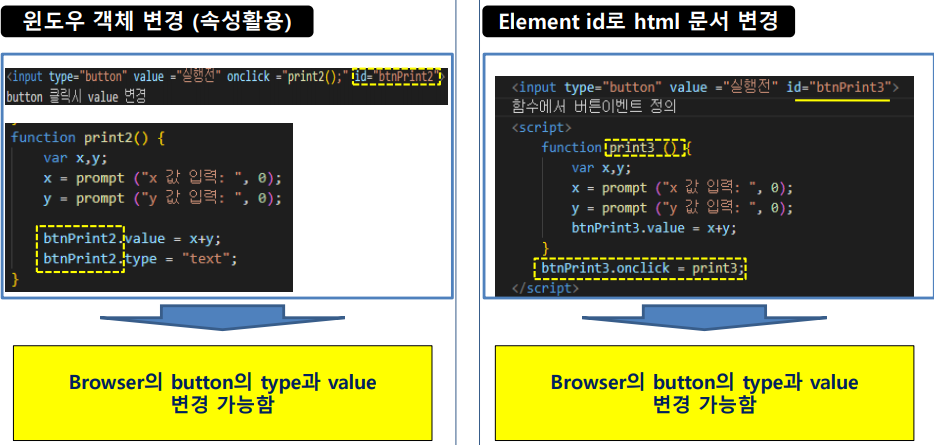 윈도우 객체 변경 (속성활용)
<input type="button" value ="실행전" onclick ="print2();" id="btnPrint2">
button 클릭시 value 변경
function print2() {
var x,y;
x = prompt ("x 값 입력: ", 0);
y = prompt ("y 값 입력: ", 0);
btnPrint2.value = x+y;
btnPrint2.type = "text";
}
Browser의 button의 type과 value
변경 가능함
Element id로 html 문서 변경
<input type="button" value ="실행전" id="btnPrint3">
함수에서 버튼이벤트 정의
<script>
function print3 () {
var x,y;
x = prompt ("x 값 입력: ", 0);
y = prompt ("y 값 입력: ", 0);
btnPrint3.value = x+y;
}
btnPrint3.onclick = print3;
</script>
Browser의 button의 type과 value
변경 가능함